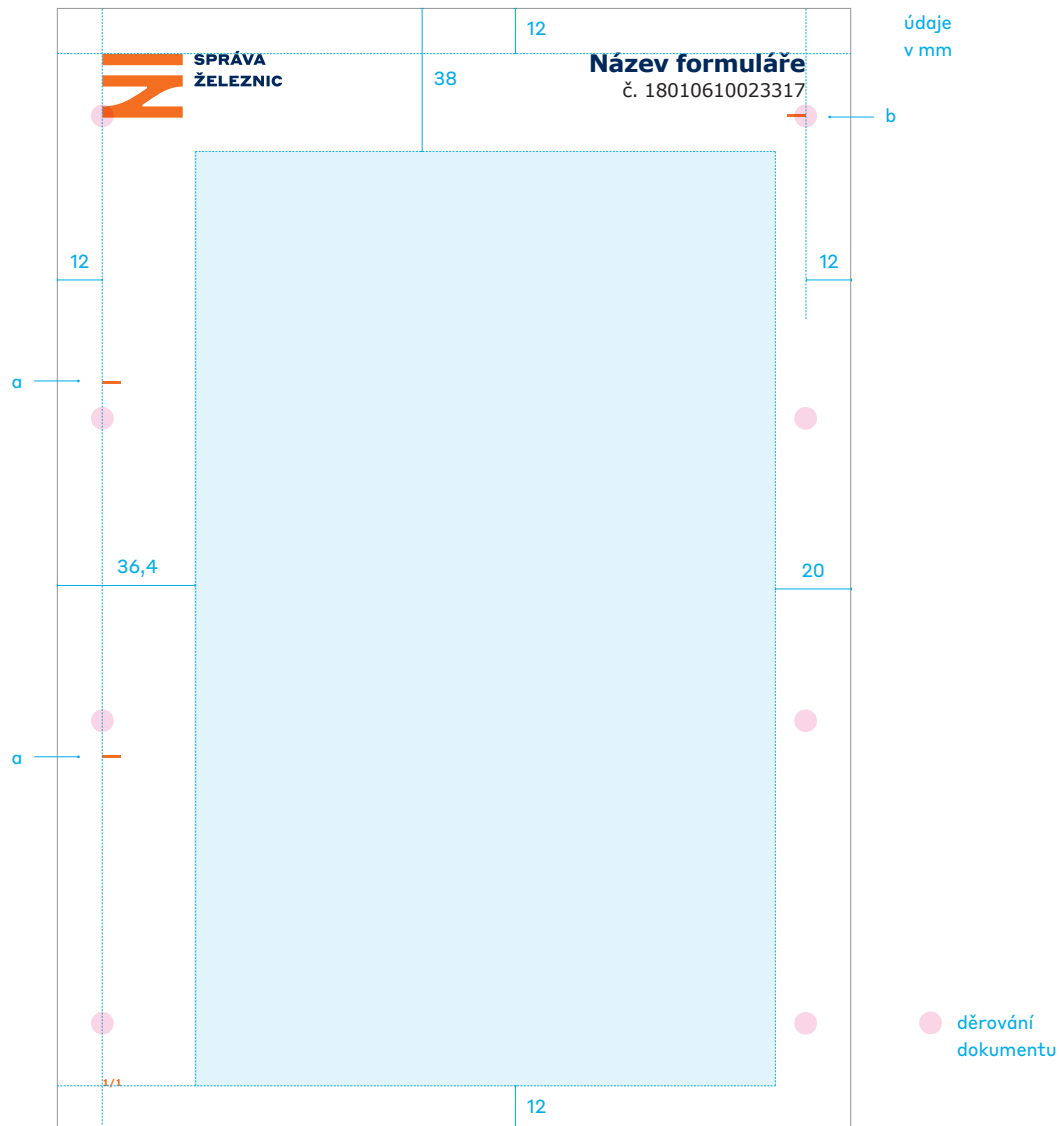 12
údaje
v mm
SPRÁVA
ŽELEZNIC
Název formuláře
č. 18010610023317
38
b
12
12
a
36,4
20
a
děrování
dokumentu
1/1
12